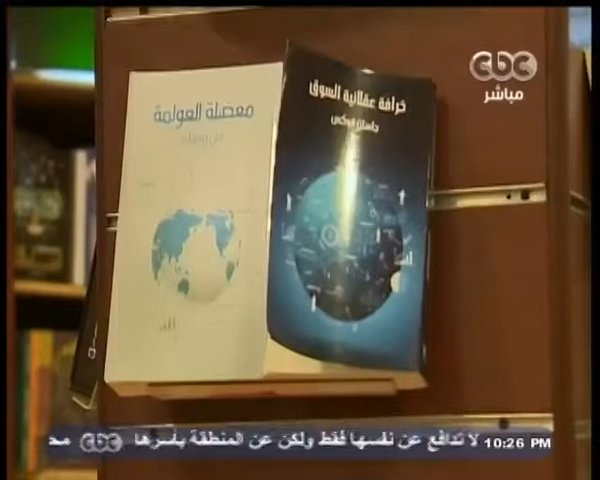 cbc
مباشر
خرافة عقلانية السوق
جاستن فوكس
معضلة العولمة
لا تدافع عن نفسها فقط ولكن عن المنطقة بأسرها
cbc
10:26 PM